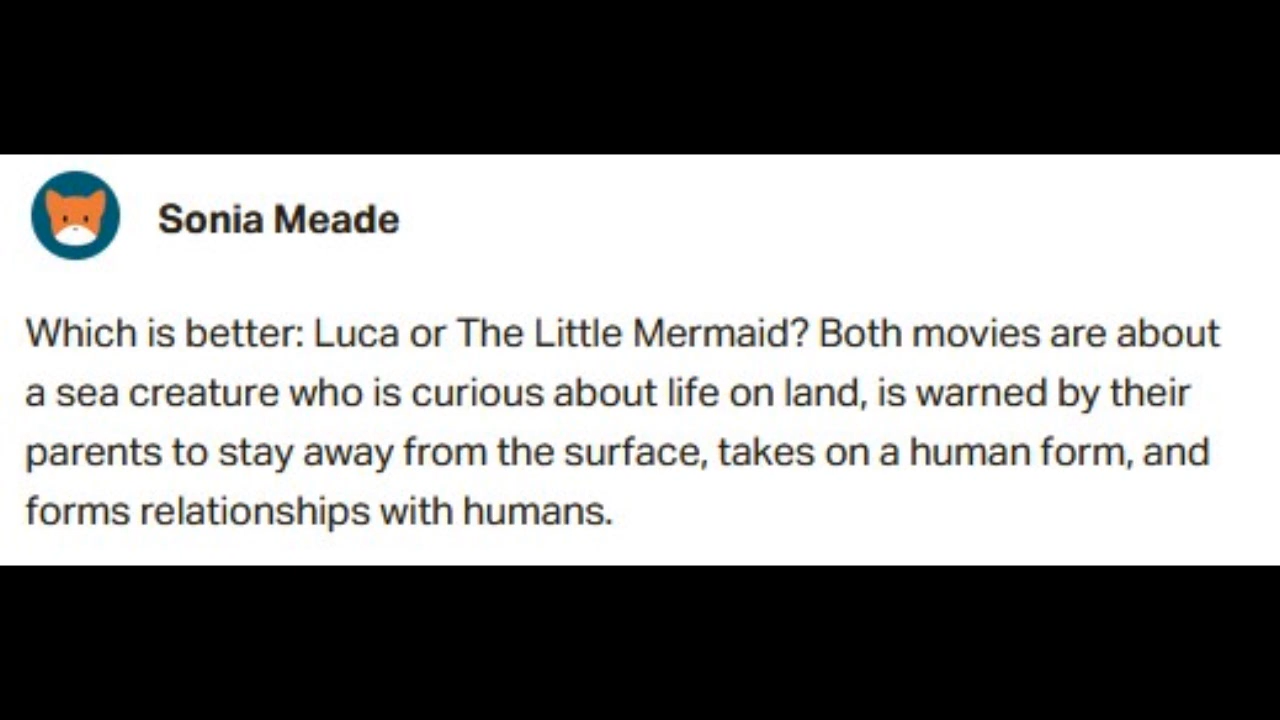 Sonia Meade
Which is better: Luca or The Little Mermaid? Both movies are about
a sea creature who is curious about life on land, is warned by their
parents to stay away from the surface, takes on a human form, and
forms relationships with humans.